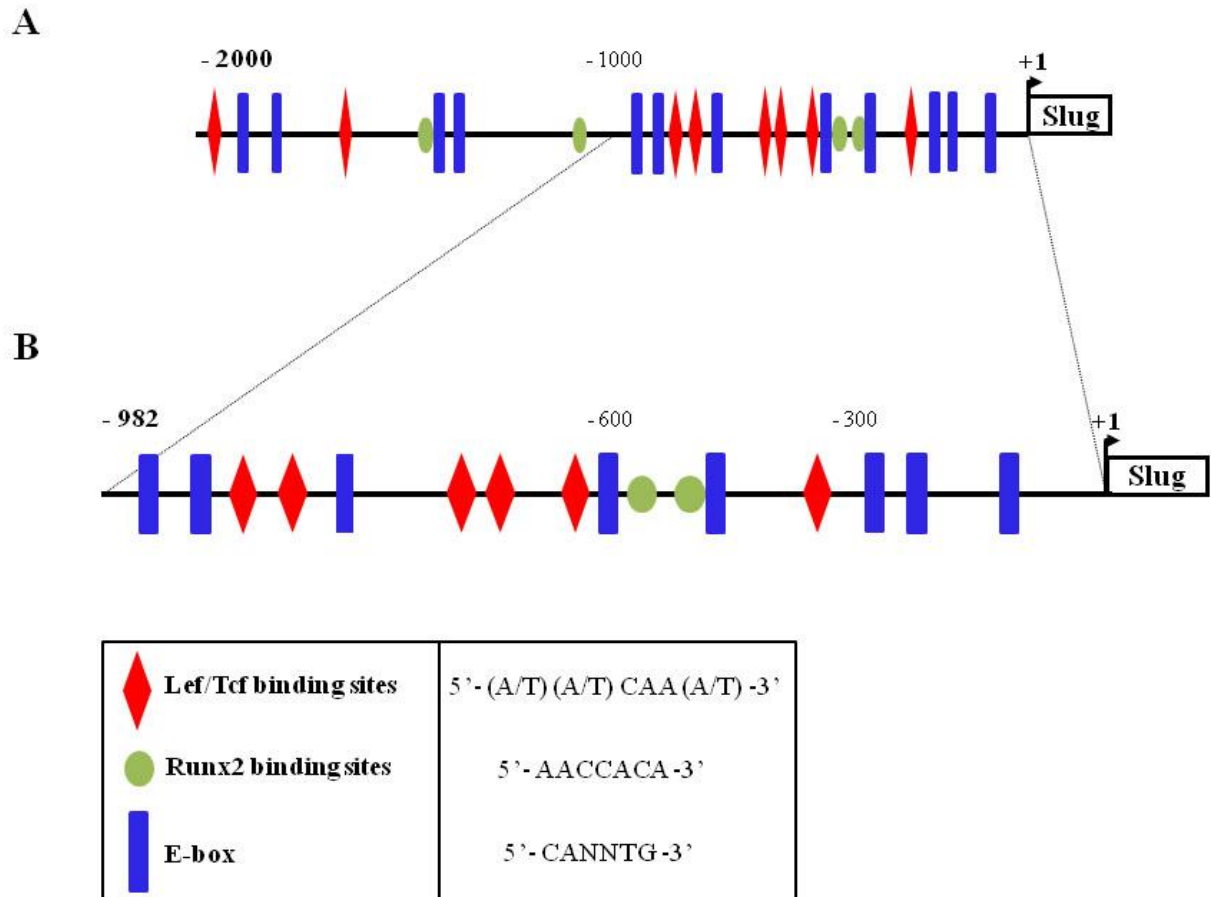 A
- 2000 - 1000 +1
Slug
B
- 982 - 600 - 300 +1
Slug
Lef/Tcf binding sites 5’- (A/T) (A/T) CAA (A/T) -3’
Runx2 binding sites 5’- AACCACA -3’
E-box 5’- CANNTG -3’